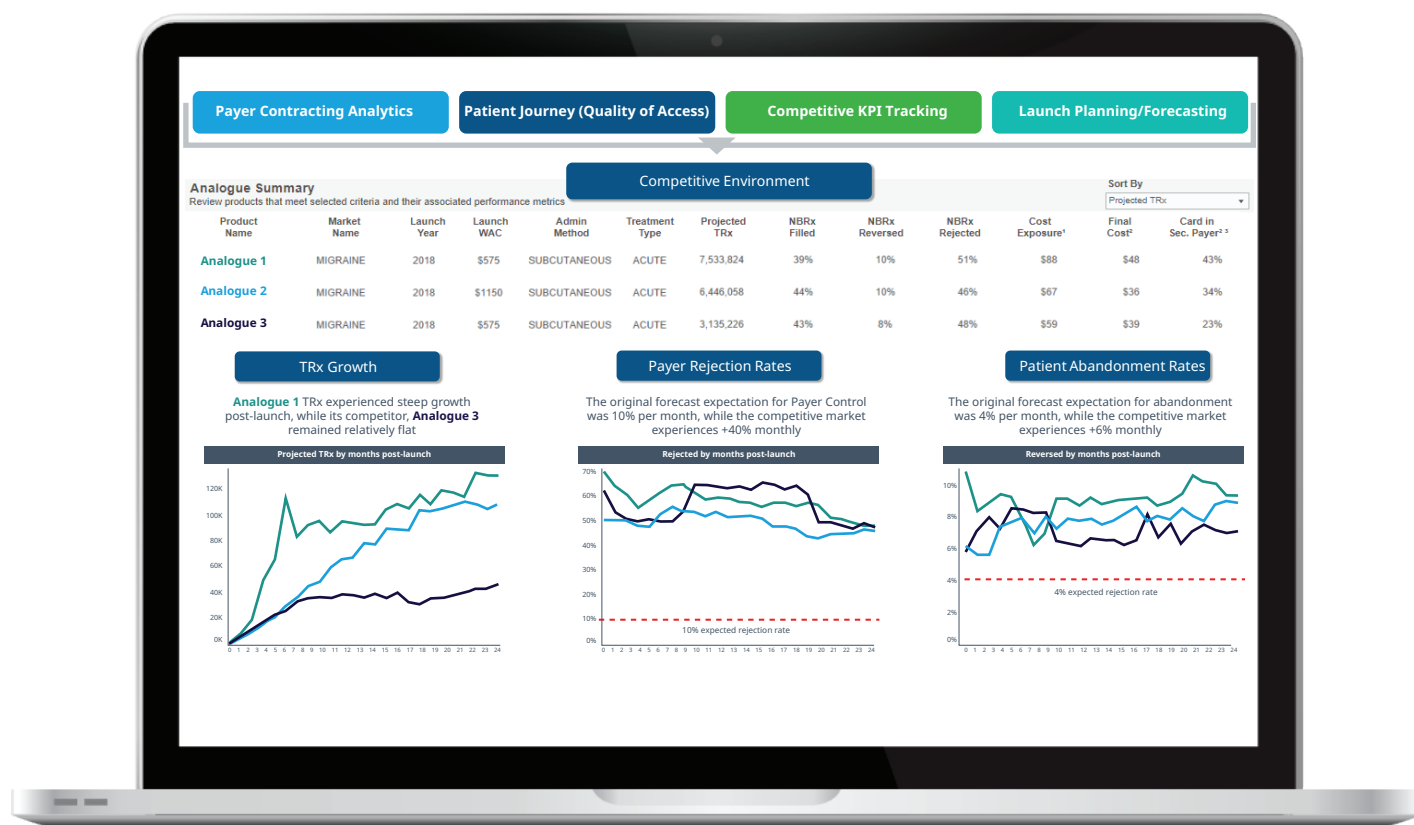 Payer Contracting Analytics
Patient Journey (Quality of Access)
Competitive KPI Tracking
Launch Planning/Forecasting
Competitive Environment
Analogue Summary
Review products that meet selected criteria and their associated performance metrics
Sort By
Projected TRx
Product Name Market Name Launch Year Launch WAC Admin Method Treatment Type Projected TRx NBRx Filled NBRx Reversed NBRx Rejected Cost Exposure¹ Final Cost² Card in Sec. Payer² ³
Analogue 1 MIGRAINE 2018 $575 SUBCUTANEOUS ACUTE 7,533,824 39% 10% 51% $88 $48 43%
Analogue 2 MIGRAINE 2018 $1150 SUBCUTANEOUS ACUTE 6,446,058 44% 10% 46% $67 $36 34%
Analogue 3 MIGRAINE 2018 $575 SUBCUTANEOUS ACUTE 3,135,226 43% 8% 48% $59 $39 23%
TRx Growth
Analogue 1 TRx experienced steep growth
post-launch, while its competitor, Analogue 3
remained relatively flat
Projected TRx by months post-launch
120K
100K
80K
60K
40K
20K
0K
0 1 2 3 4 5 6 7 8 9 10 11 12 13 14 15 16 17 18 19 20 21 22 23 24
Payer Rejection Rates
The original forecast expectation for Payer Control
was 10% per month, while the competitive market
experiences +40% monthly
Rejected by months post-launch
70%
60%
50%
40%
30%
20%
10%
0%
10% expected rejection rate
0 1 2 3 4 5 6 7 8 9 10 11 12 13 14 15 16 17 18 19 20 21 22 23 24
Patient Abandonment Rates
The original forecast expectation for abandonment
was 4% per month, while the competitive market
experiences +6% monthly
Reversed by months post-launch
10%
8%
6%
4%
2%
0%
4% expected rejection rate
0 1 2 3 4 5 6 7 8 9 10 11 12 13 14 15 16 17 18 19 20 21 22 23 24